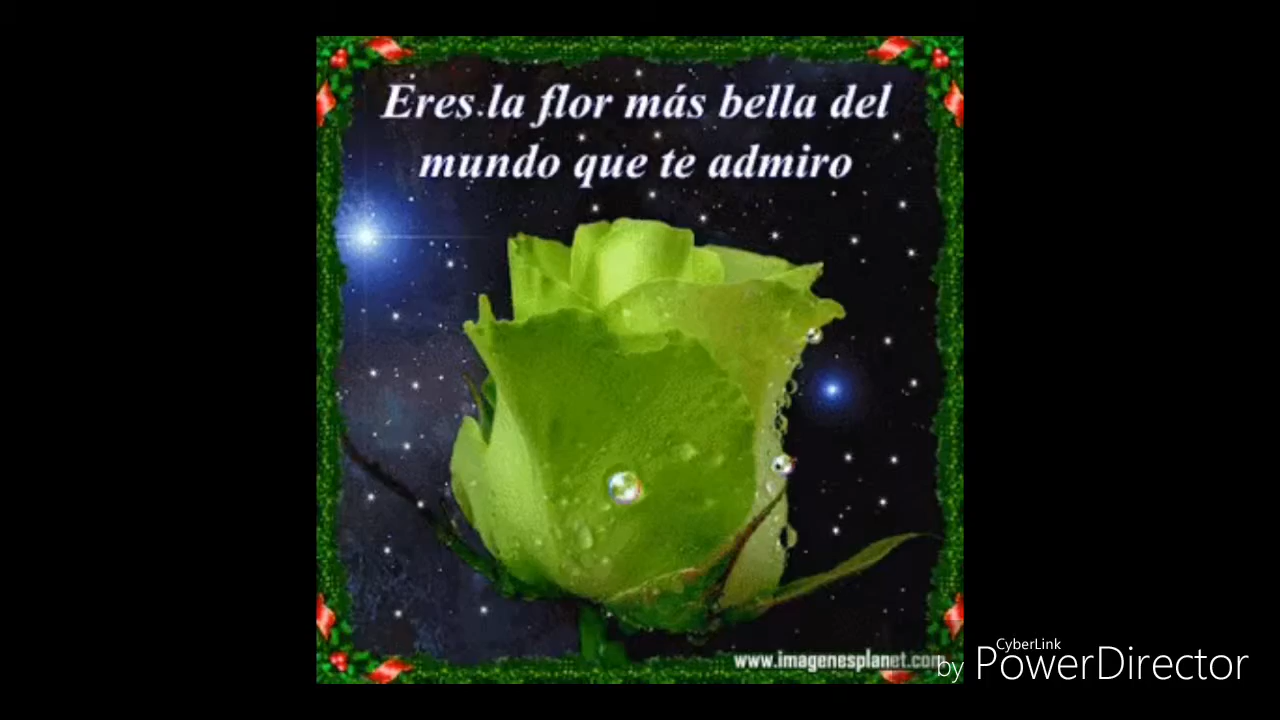 Eres la flor más bella del
mundo que te admiro
www.imagenesplanet.com
CyberLink
by PowerDirector